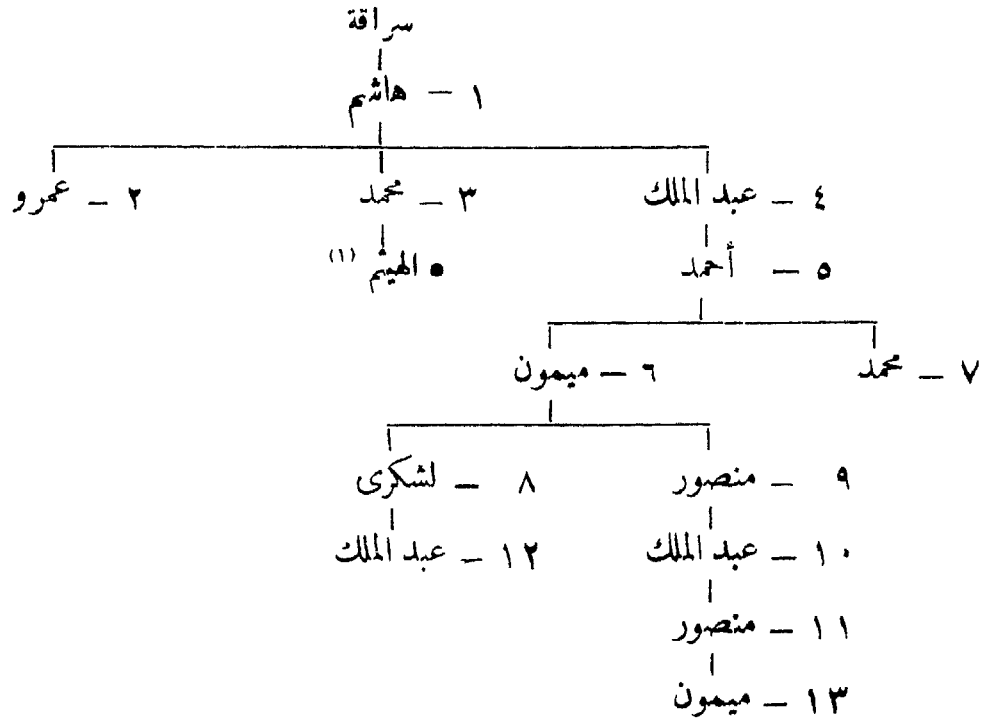 سراقة
١ – هاشم
٤ – عبد الملك ٣ – محمد ٢ – عمرو
٥ – أحمد • الهيثم (١)
٧ – محمد ٦ – ميمون
٩ – منصور ٨ – لشكرى
١٠ – عبد الملك ١٢ – عبد الملك
١١ – منصور
١٣ – ميمون